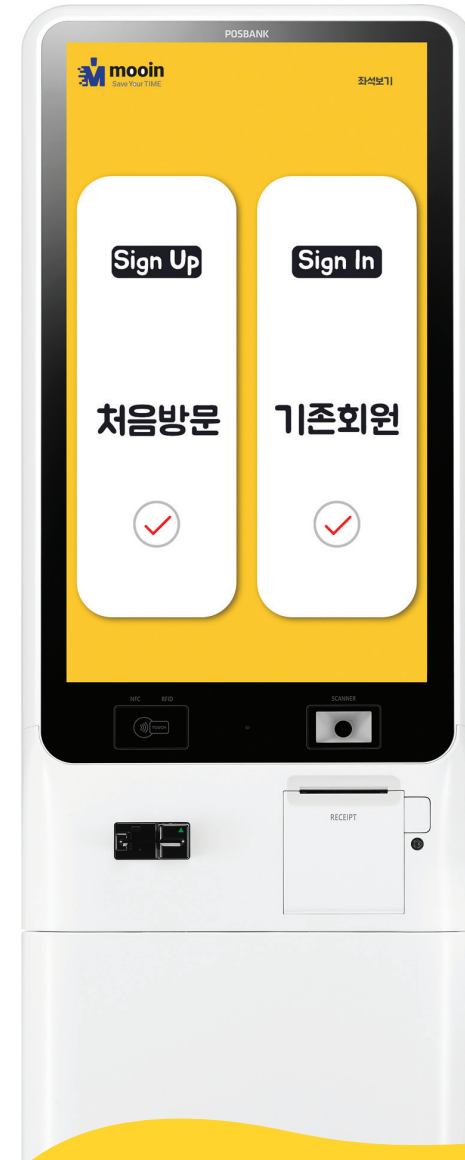 POSBANK
mooin
Save Your TIME
좌석보기
Sign Up
Sign In
처음방문
기존회원
NFC RFID
SCANNER
TOUCH
RECEIPT